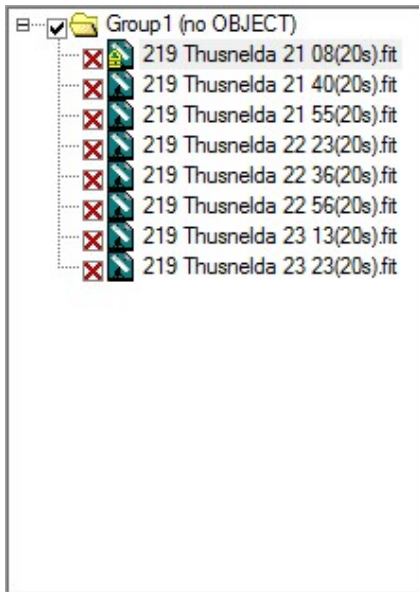 Group1 (no OBJECT)
219 Thusnelda 21 08(20s).fit
219 Thusnelda 21 40(20s).fit
219 Thusnelda 21 55(20s).fit
219 Thusnelda 22 23(20s).fit
219 Thusnelda 22 36(20s).fit
219 Thusnelda 22 56(20s).fit
219 Thusnelda 23 13(20s).fit
219 Thusnelda 23 23(20s).fit